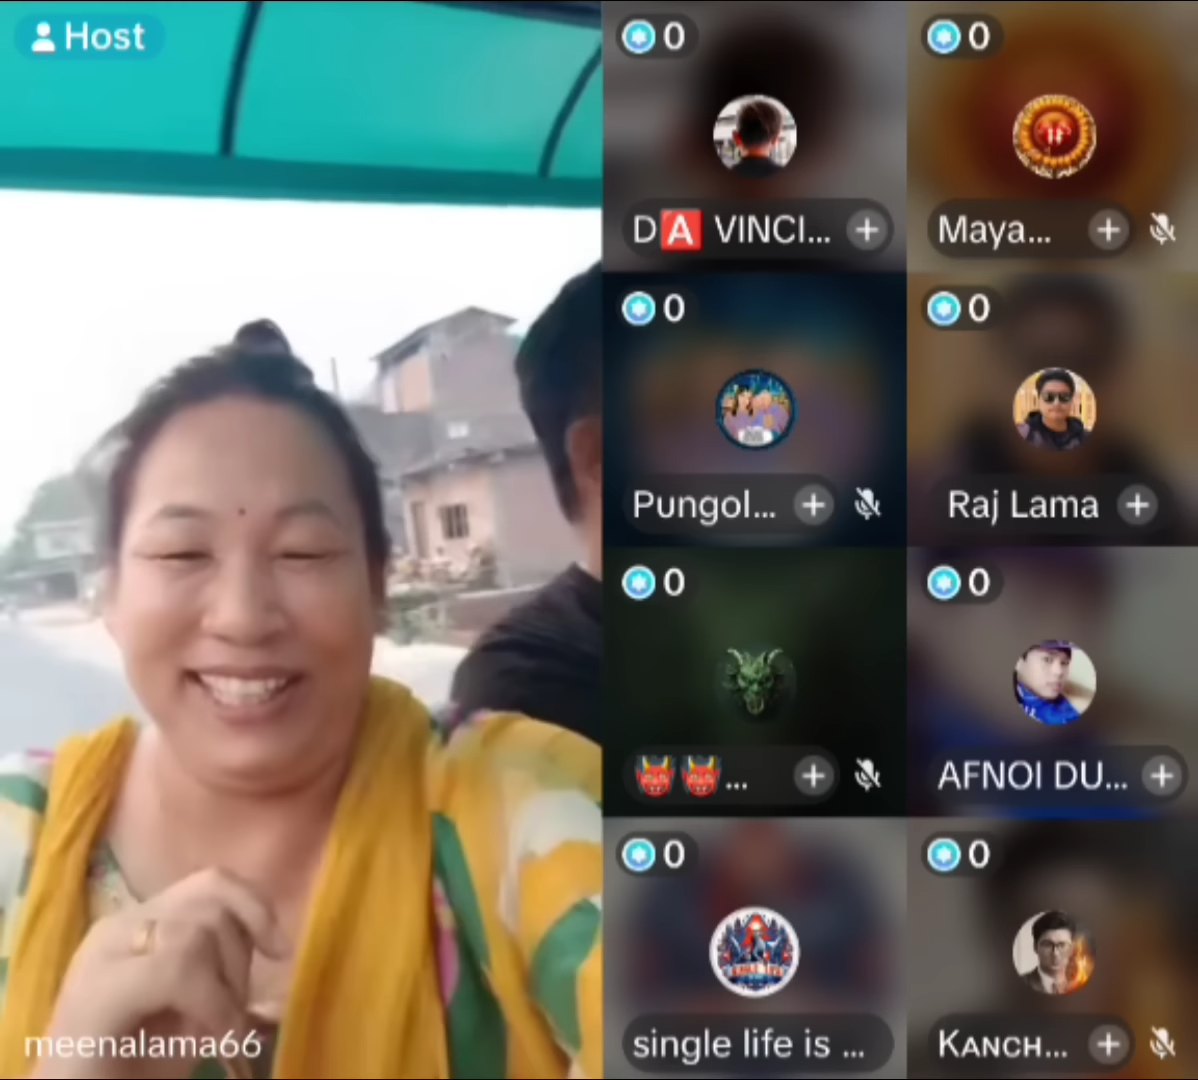 Host
meenalama66
0
DA VINCI...
0
Maya...
0
Pungol...
0
Raj Lama
0
👹👹...
0
AFNOI DU...
0
single life is ...
0
KANCH...